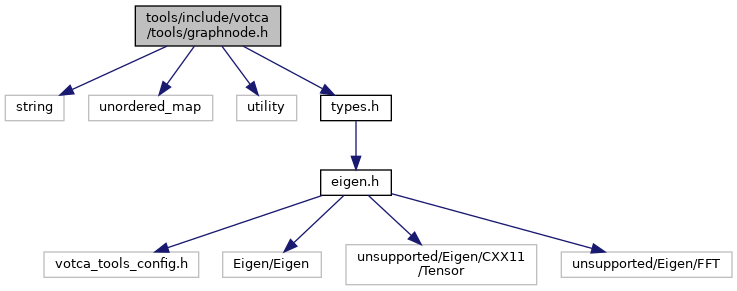 tools/include/votca
/tools/graphnode.h
string
unordered_map
utility
types.h
eigen.h
votca_tools_config.h
Eigen/Eigen
unsupported/Eigen/CXX11
/Tensor
unsupported/Eigen/FFT